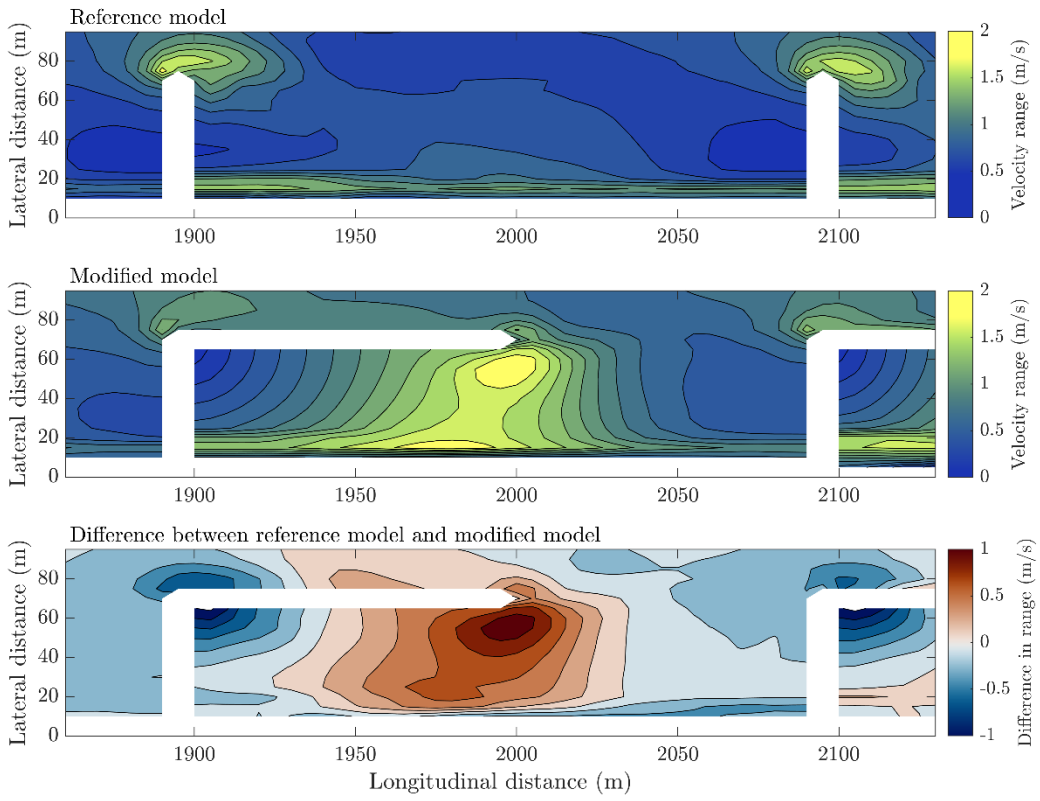 Reference model
Lateral distance (m)
80
60
40
20
0
1900 1950 2000 2050 2100
2
1.5
1
0.5
0
Velocity range (m/s)
Modified model
Lateral distance (m)
80
60
40
20
0
1900 1950 2000 2050 2100
2
1.5
1
0.5
0
Velocity range (m/s)
Difference between reference model and modified model
Lateral distance (m)
80
60
40
20
0
1900 1950 2000 2050 2100
Longitudinal distance (m)
1
0.5
0
-0.5
-1
Difference in range (m/s)